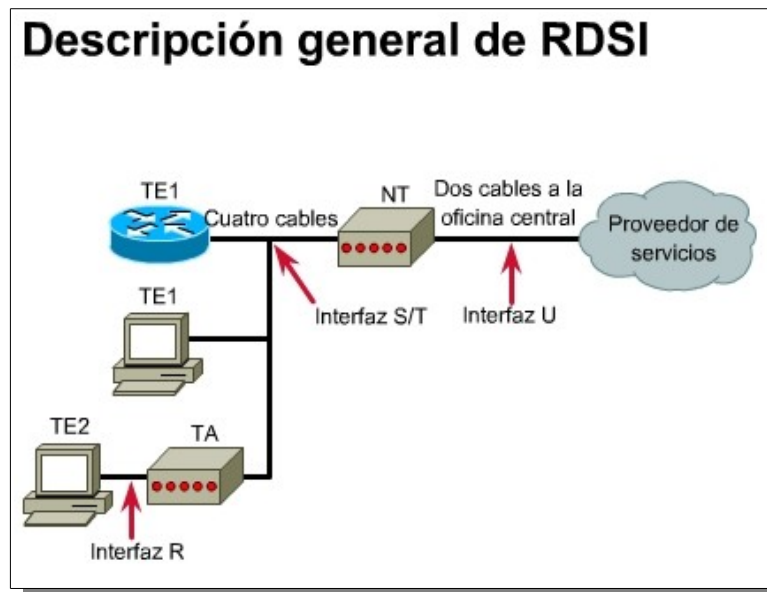 Descripción general de RDSI
TE1
Cuatro cables
NT
Dos cables a la
oficina central
Proveedor de
servicios
Interfaz S/T
Interfaz U
TE1
TE2
TA
Interfaz R